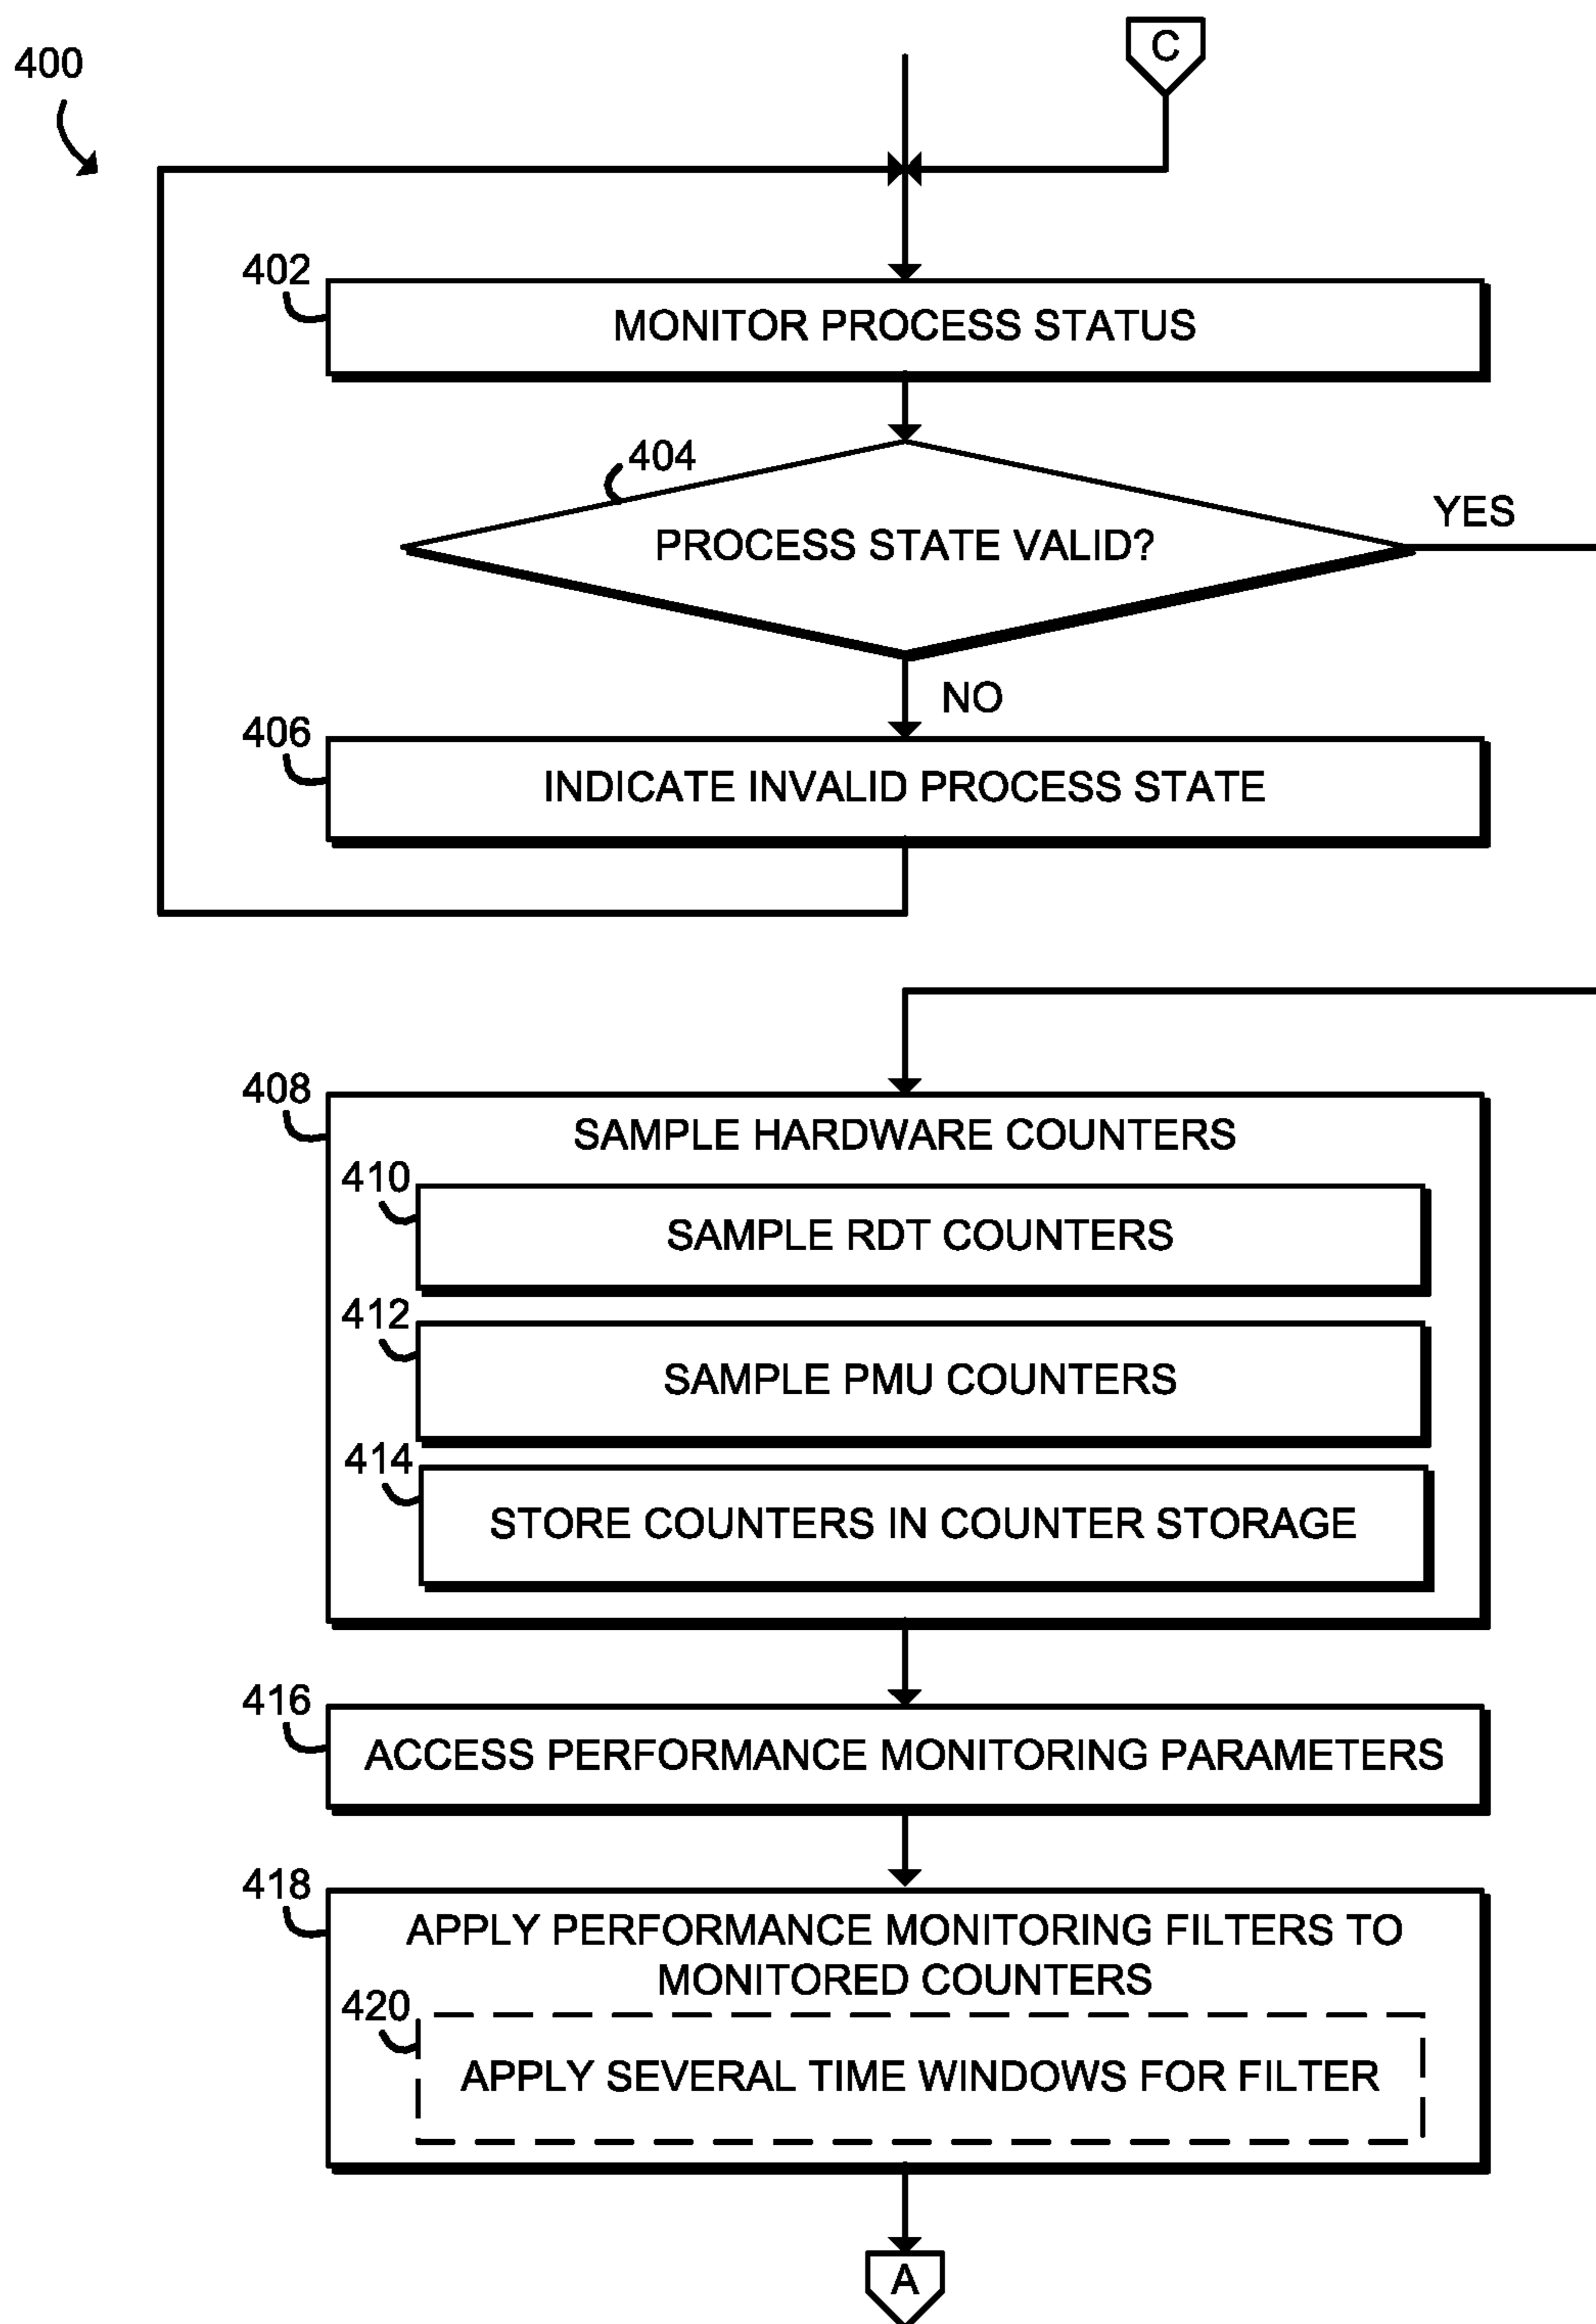 C
400
402
MONITOR PROCESS STATUS
404
PROCESS STATE VALID?
YES
NO
406
INDICATE INVALID PROCESS STATE
408
SAMPLE HARDWARE COUNTERS
410
SAMPLE RDT COUNTERS
412
SAMPLE PMU COUNTERS
414
STORE COUNTERS IN COUNTER STORAGE
416
ACCESS PERFORMANCE MONITORING PARAMETERS
418
APPLY PERFORMANCE MONITORING FILTERS TO
MONITORED COUNTERS
420
APPLY SEVERAL TIME WINDOWS FOR FILTER
A